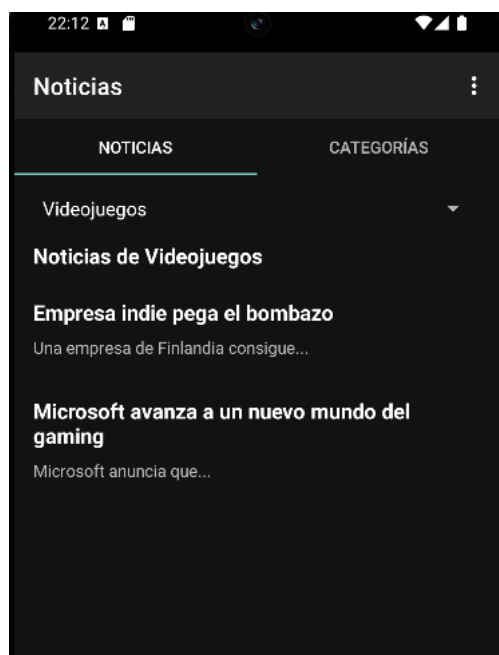 22:12 A
Noticias
NOTICIAS CATEGORÍAS
Videojuegos
Noticias de Videojuegos
Empresa indie pega el bombazo
Una empresa de Finlandia consigue...
Microsoft avanza a un nuevo mundo del
gaming
Microsoft anuncia que...